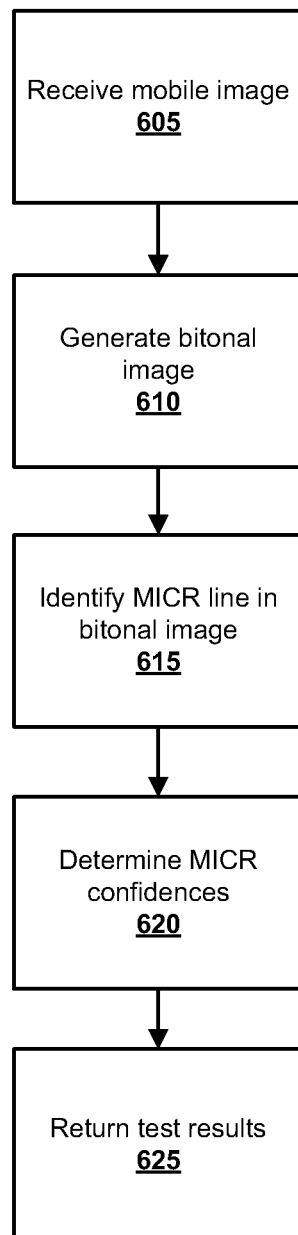 Receive mobile image
605
Generate bitonal
image
610
Identify MICR line in
bitonal image
615
Determine MICR
confidences
620
Return test results
625